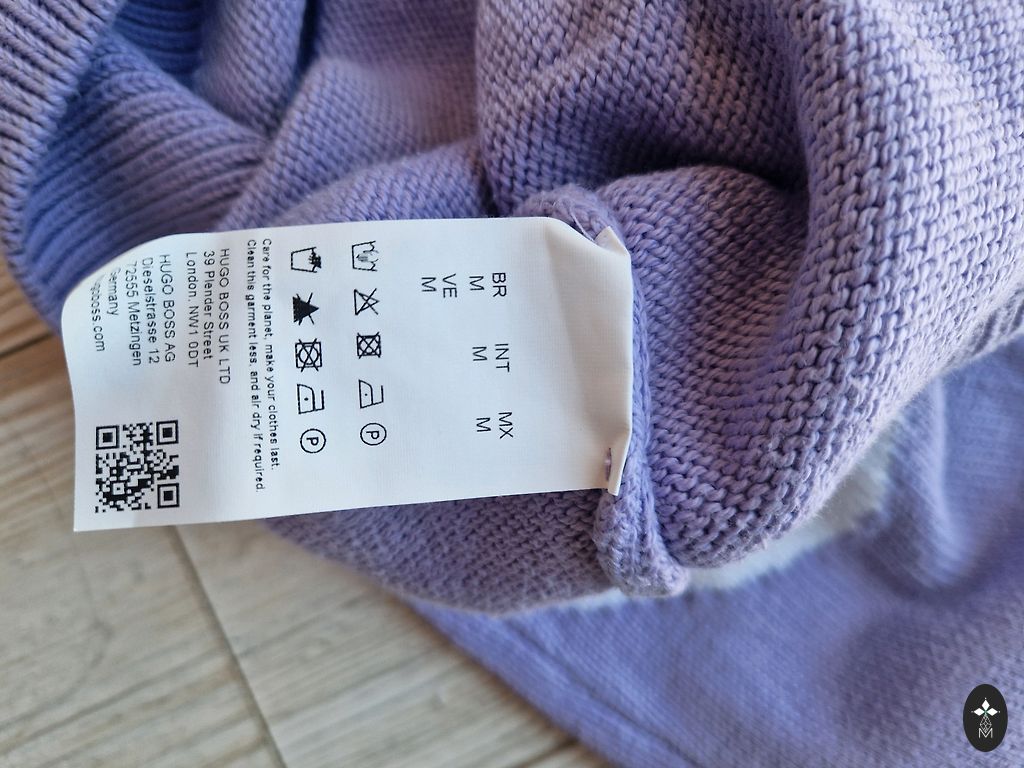 BR INT MX
M M M
VE
M
P
P
Care for the planet, make your clothes last.
Clean this garment less, and air dry if required.
HUGO BOSS UK LTD
39 Plender Street
London, NW1 0DT
HUGO BOSS AG
Dieselstrasse 12
72555 Metzingen
Germany
hugoboss.com
M